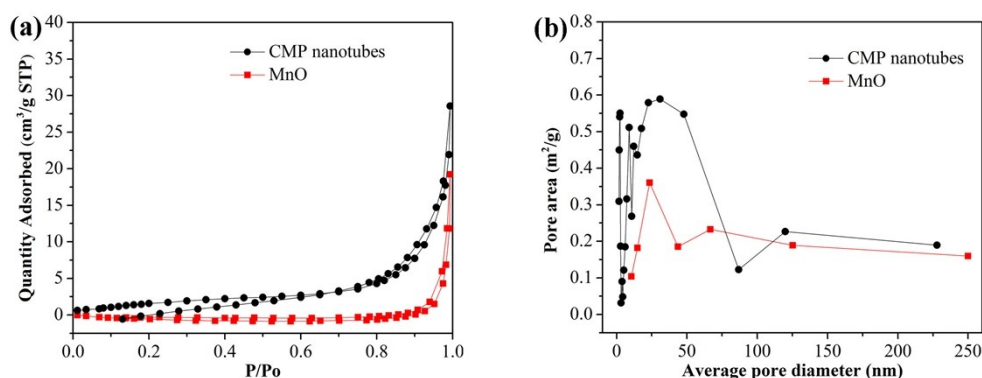 (a)
CMP nanotubes
MnO
Quantity Adsorbed (cm³/g STP)
40
35
30
25
20
15
10
5
0
0.0 0.2 0.4 0.6 0.8 1.0
P/Po
(b)
CMP nanotubes
MnO
Pore area (m²/g)
0.8
0.7
0.6
0.5
0.4
0.3
0.2
0.1
0.0
0 50 100 150 200 250
Average pore diameter (nm)